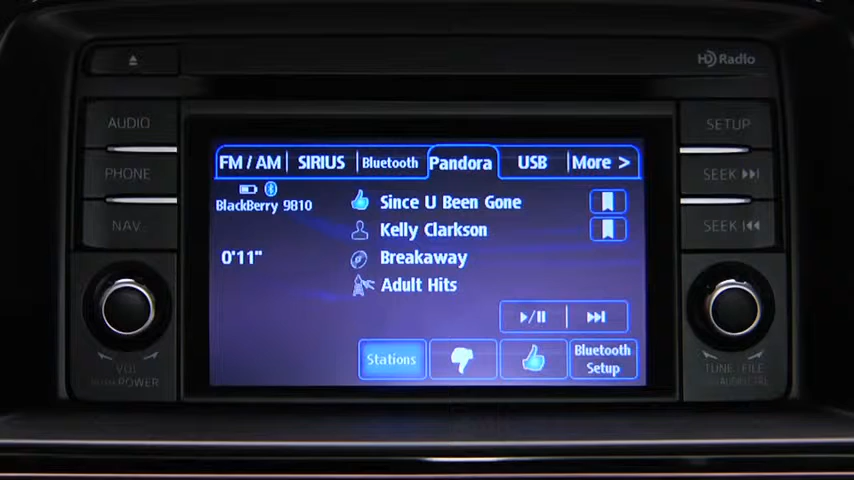 HD Radio
AUDIO
PHONE
NAV
SETUP
SEEK
SEEK
FM / AM
SIRIUS
Bluetooth
Pandora
USB
More >
BlackBerry 9810
0'11"
Since U Been Gone
Kelly Clarkson
Breakaway
Adult Hits
Stations
Bluetooth
Setup
VOL
POWER
TUNE / FILE